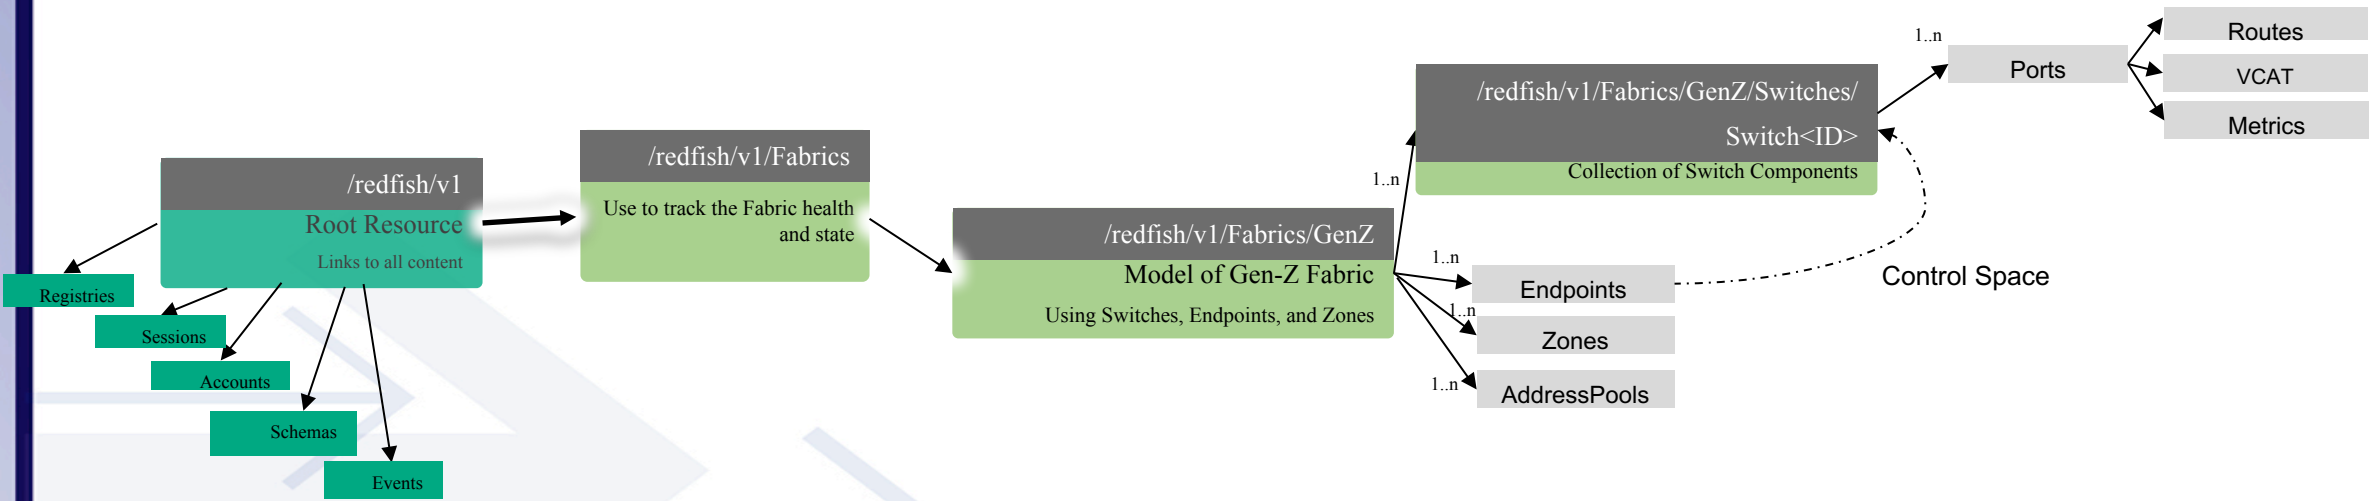 /redfish/v1
Root Resource
Links to all content
Registries
Sessions
Accounts
Schemas
Events
/redfish/v1/Fabrics
Use to track the Fabric health
and state
/redfish/v1/Fabrics/GenZ
Model of Gen-Z Fabric
Using Switches, Endpoints, and Zones
1..n
/redfish/v1/Fabrics/GenZ/Switches/
Switch<ID>
Collection of Switch Components
1..n
Endpoints
1..n
Zones
1..n
AddressPools
Control Space
1..n
Ports
Routes
VCAT
Metrics